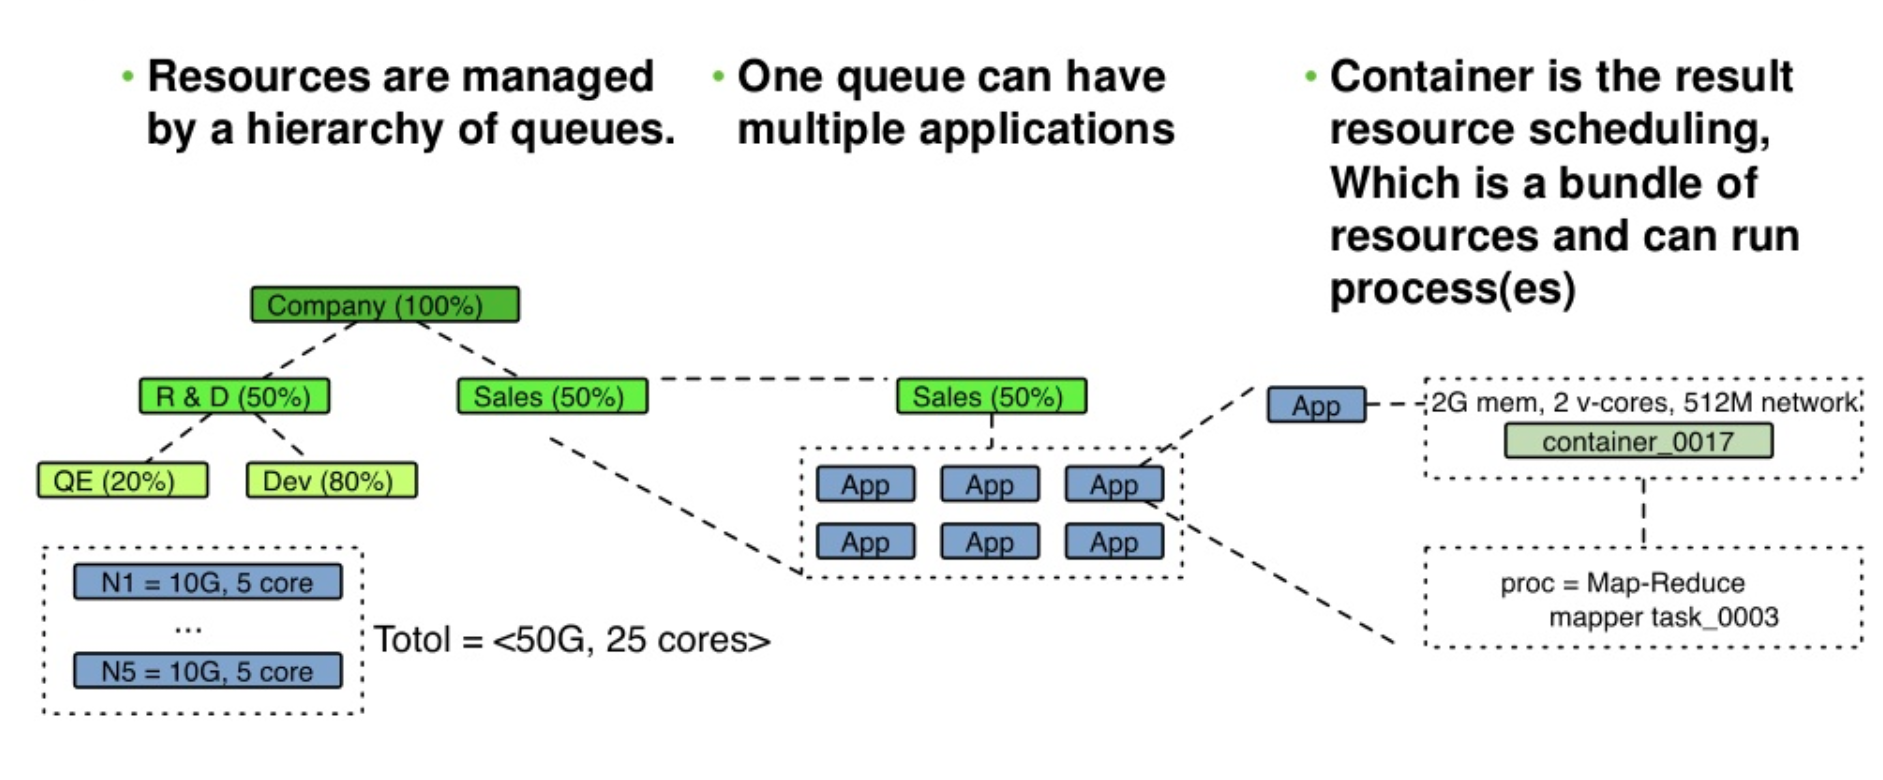 • Resources are managed
by a hierarchy of queues.
• One queue can have
multiple applications
• Container is the result
resource scheduling,
Which is a bundle of
resources and can run
process(es)
Company (100%)
R & D (50%)
Sales (50%)
QE (20%)
Dev (80%)
N1 = 10G, 5 core
...
N5 = 10G, 5 core
Totol = <50G, 25 cores>
Sales (50%)
App
App
App
App
App
App
App
2G mem, 2 v-cores, 512M network
container_0017
proc = Map-Reduce
mapper task_0003